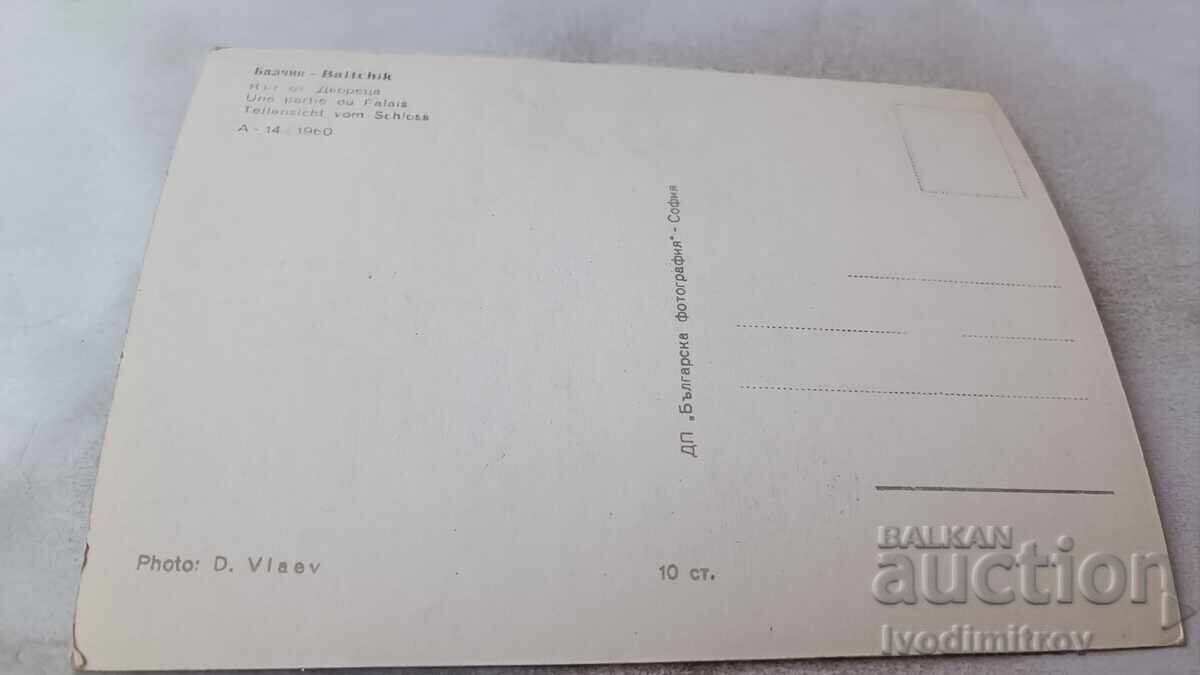 Балчик - Baltchik
Кът от Двореца
Une partie du Palais
Teilansicht vom Schloss
A - 14 - 1960
ДП „Българска фотография" - София
Photo: D. Vlaev
10 ст.
BALKAN
auction
Ivodimitrov